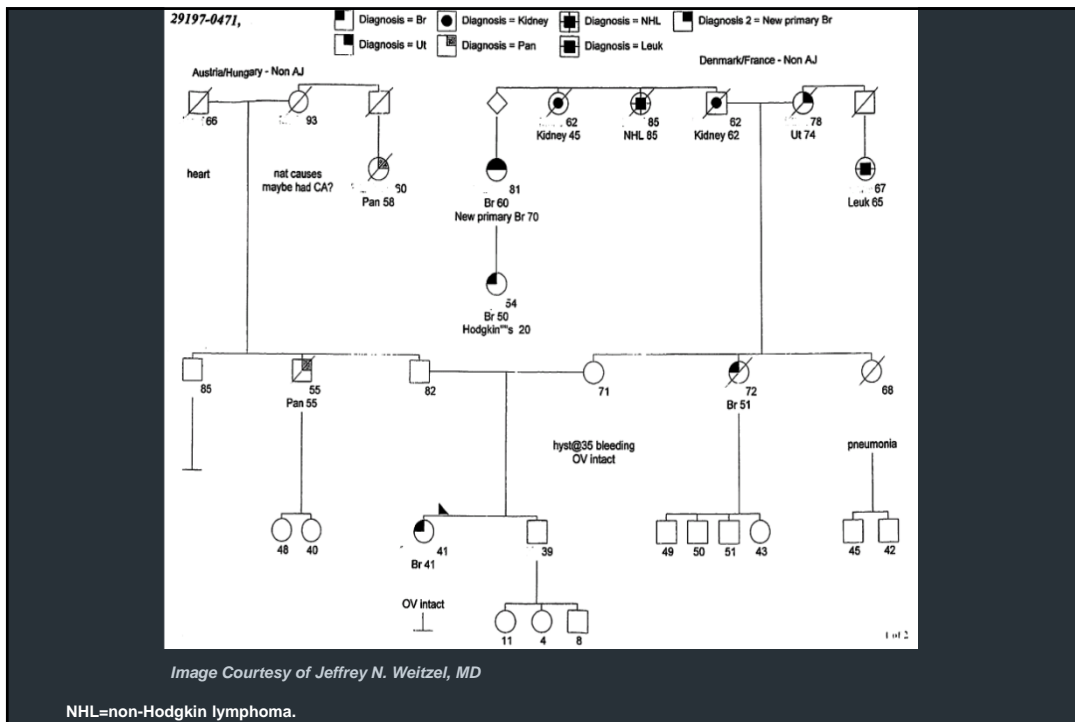 29197-0471,
Diagnosis = Br
Diagnosis = Kidney
Diagnosis = NHL
Diagnosis 2 = New primary Br
Diagnosis = Ut
Diagnosis = Pan
Diagnosis = Leuk
Austria/Hungary - Non AJ
Denmark/France - Non AJ
66
93
62
85
62
78
Kidney 45
NHL 85
Kidney 62
Ut 74
heart
nat causes
maybe had CA?
60
Pan 58
81
Br 60
New primary Br 70
67
Leuk 65
54
Br 50
Hodgkin""s 20
85
55
82
71
72
68
Pan 55
Br 51
hyst@35 bleeding
OV intact
pneumonia
48 40
41
39
49 50 51 43
45 42
Br 41
OV intact
11 4 8
1 of 2
Image Courtesy of Jeffrey N. Weitzel, MD
NHL=non-Hodgkin lymphoma.